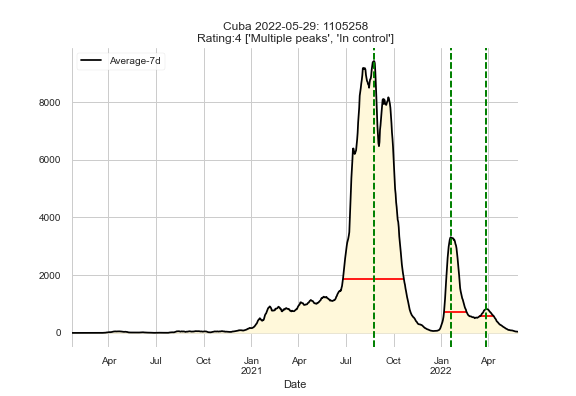 Cuba 2022-05-29: 1105258
Rating:4 ['Multiple peaks', 'In control']
Average-7d
8000
6000
4000
2000
0
Apr Jul Oct Jan Apr Jul Oct Jan Apr
2021 2022
Date